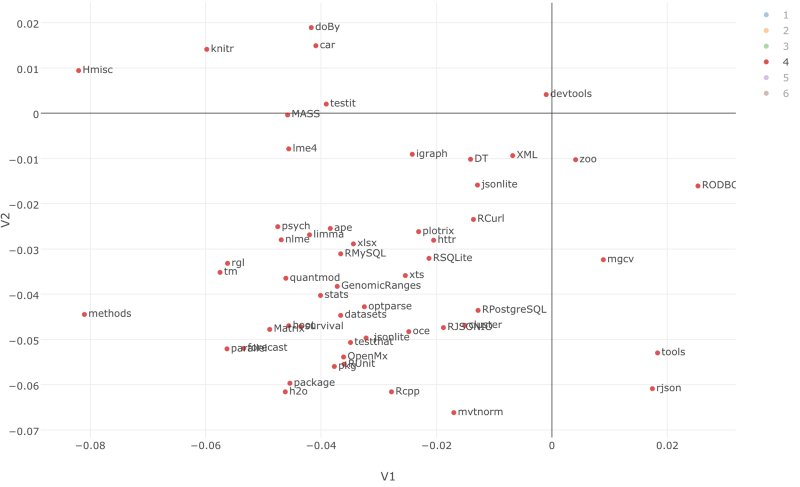 0.02
0.01
0
−0.01
−0.02
−0.03
−0.04
−0.05
−0.06
−0.07
V2
doBy
car
knitr
Hmisc
testit
MASS
devtools
lme4
igraph
DT
XML
zoo
jsonlite
RODBC
RCurl
psych
ape
limma
plotrix
nlme
xlsx
httr
RMySQL
RSQLite
mgcv
rgl
tm
quantmod
xts
GenomicRanges
stats
optparse
RPostgreSQL
methods
datasets
boot
survival
Matrix
RJSONIO
cluster
oce
jsonlite
testthat
parallel
forecast
OpenMx
RUnit
pkg
tools
package
h2o
Rcpp
rjson
mvtnorm
−0.08
−0.06
−0.04
−0.02
0
0.02
V1
1
2
3
4
5
6